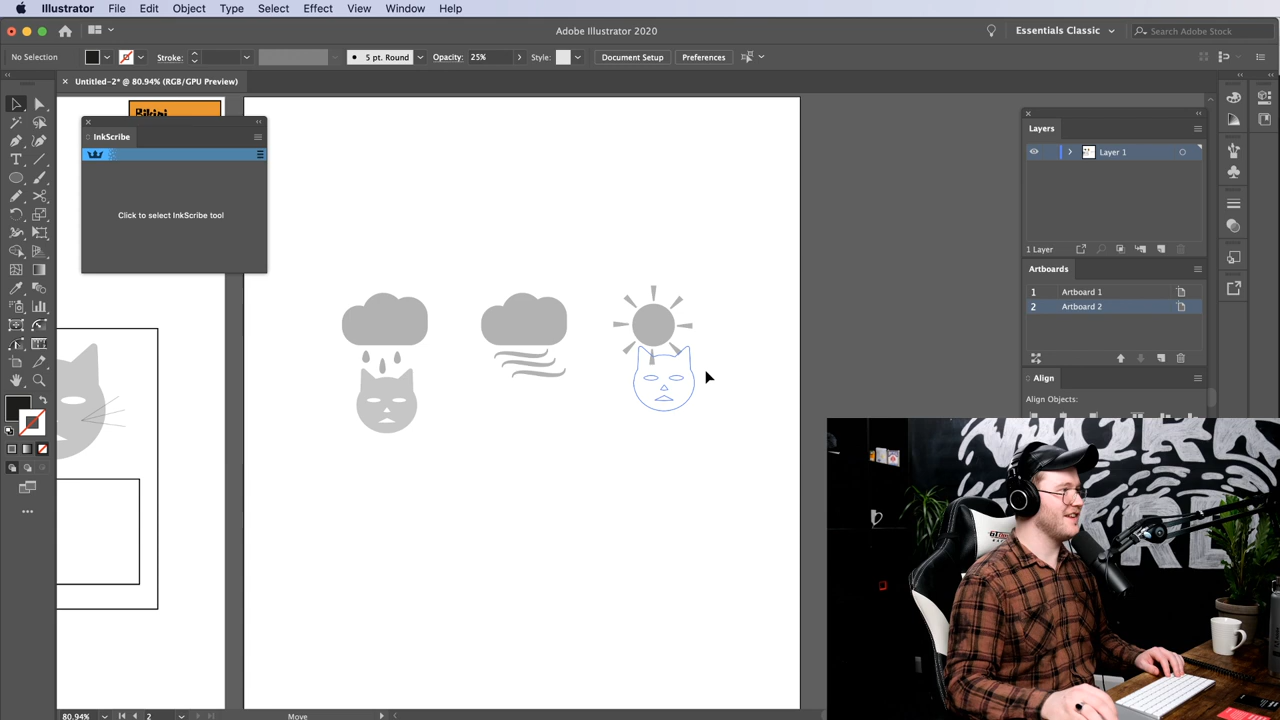 Illustrator File Edit Object Type Select Effect View Window Help
Adobe Illustrator 2020
Essentials Classic
Search Adobe Stock
No Selection Stroke: 5 pt. Round Opacity: 25% Style: Document Setup Preferences
Untitled-2* @ 80.94% (RGB/GPU Preview)
Bikini
InkScribe
Click to select InkScribe tool
Layers
Layer 1
1 Layer
Artboards
1 Artboard 1
2 Artboard 2
Align
Align Objects:
80.94% 2 Move